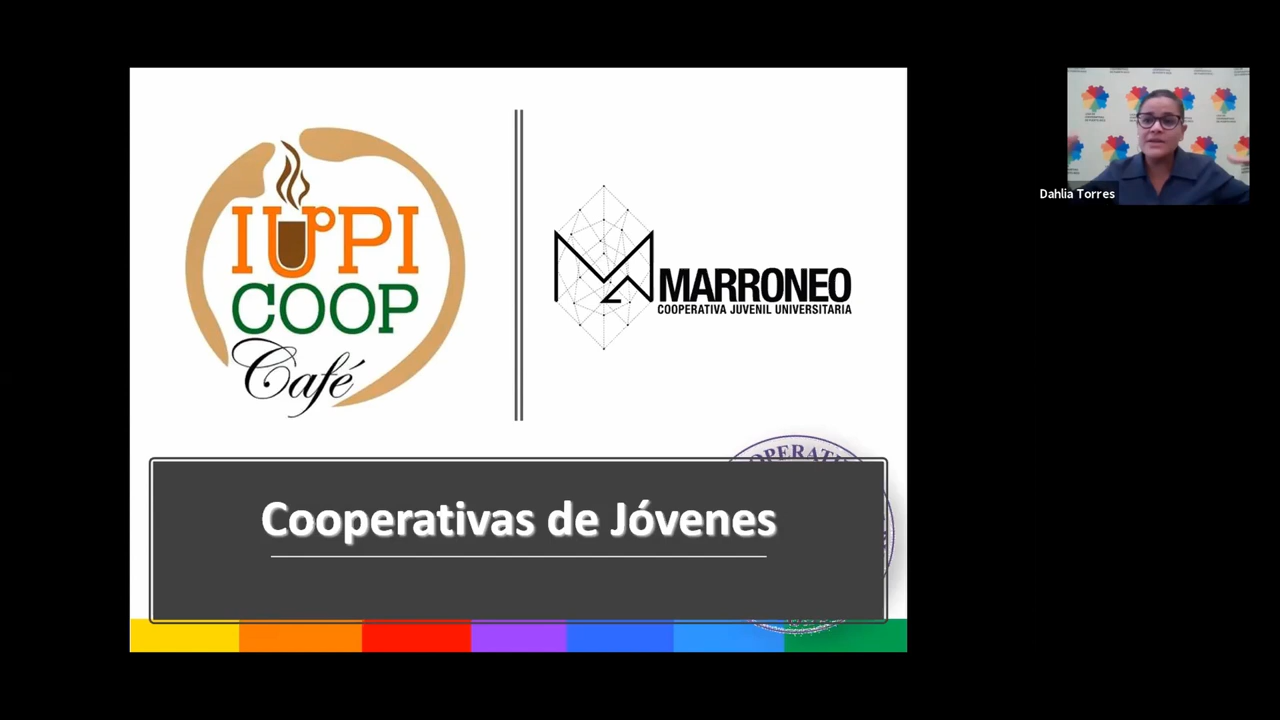 IUPI
COOP
Café
MARRONEO
COOPERATIVA JUVENIL UNIVERSITARIA
Cooperativas de Jóvenes
Dahlia Torres